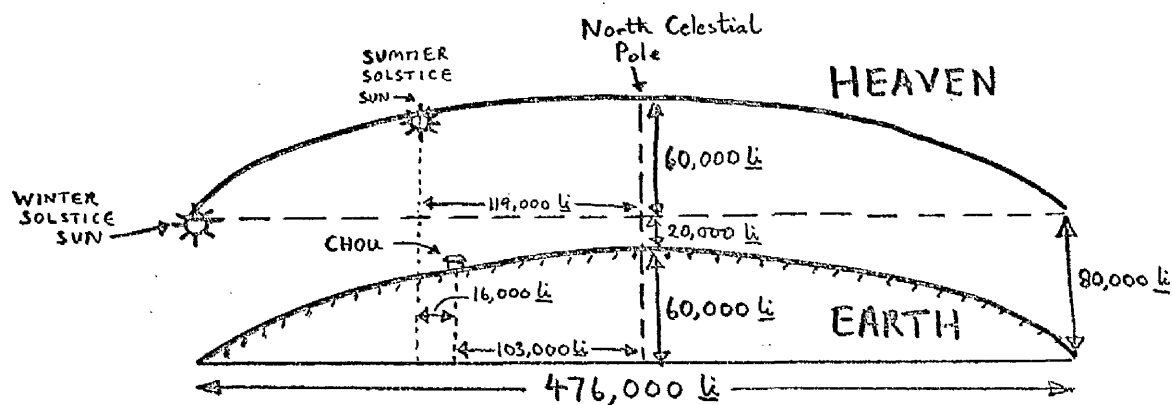 North Celestial
Pole
SUMMER
SOLSTICE
SUN
HEAVEN
60,000 li
WINTER
SOLSTICE
SUN
119,000 li
20,000 li
CHOU
80,000 li
16,000 li
60,000 li
EARTH
103,000 li
476,000 li